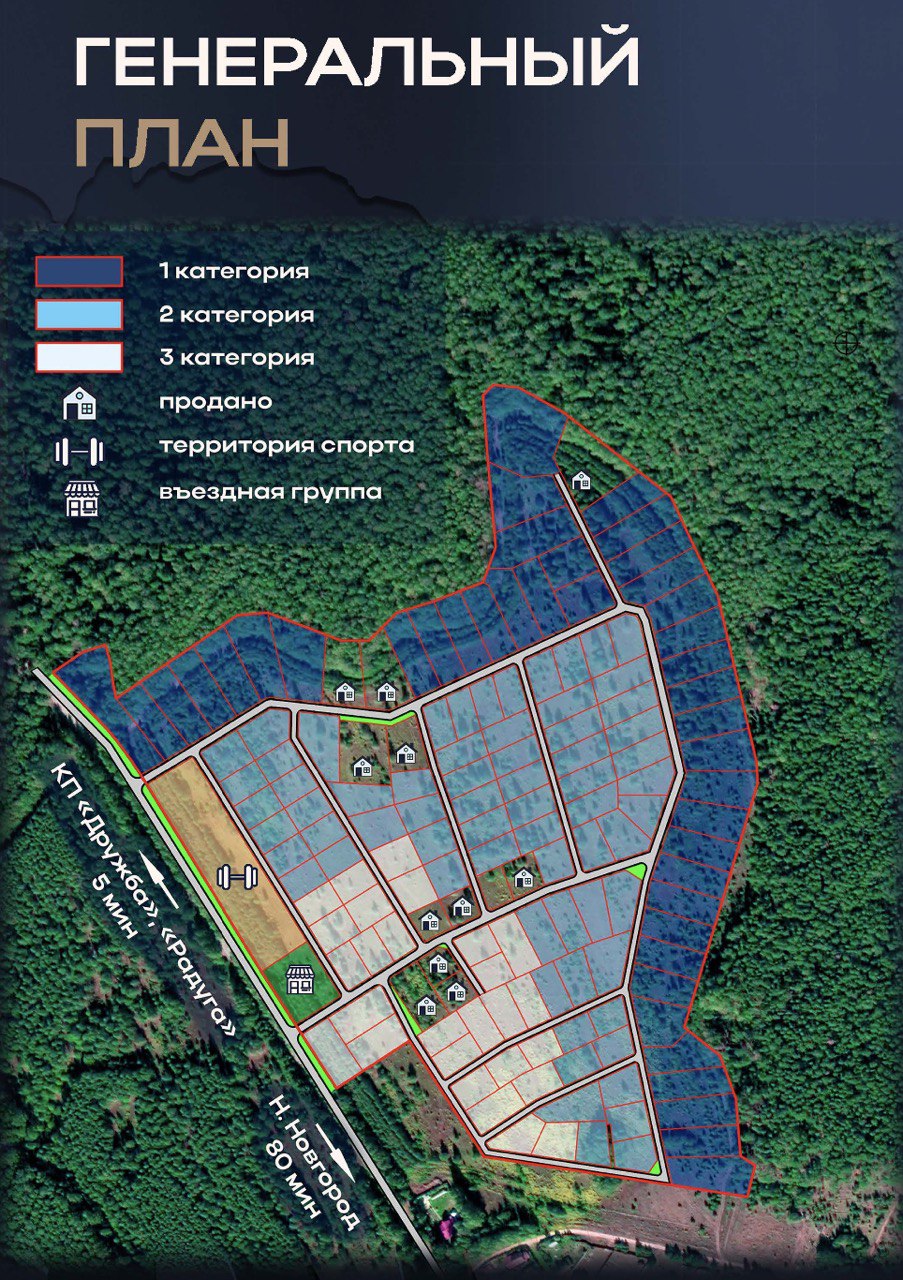 ГЕНЕРАЛЬНЫЙ
ПЛАН
1 категория
2 категория
3 категория
продано
территория спорта
въездная группа
КП «Дружба», «Радуга»
5 мин
Н. Новгород
80 мин